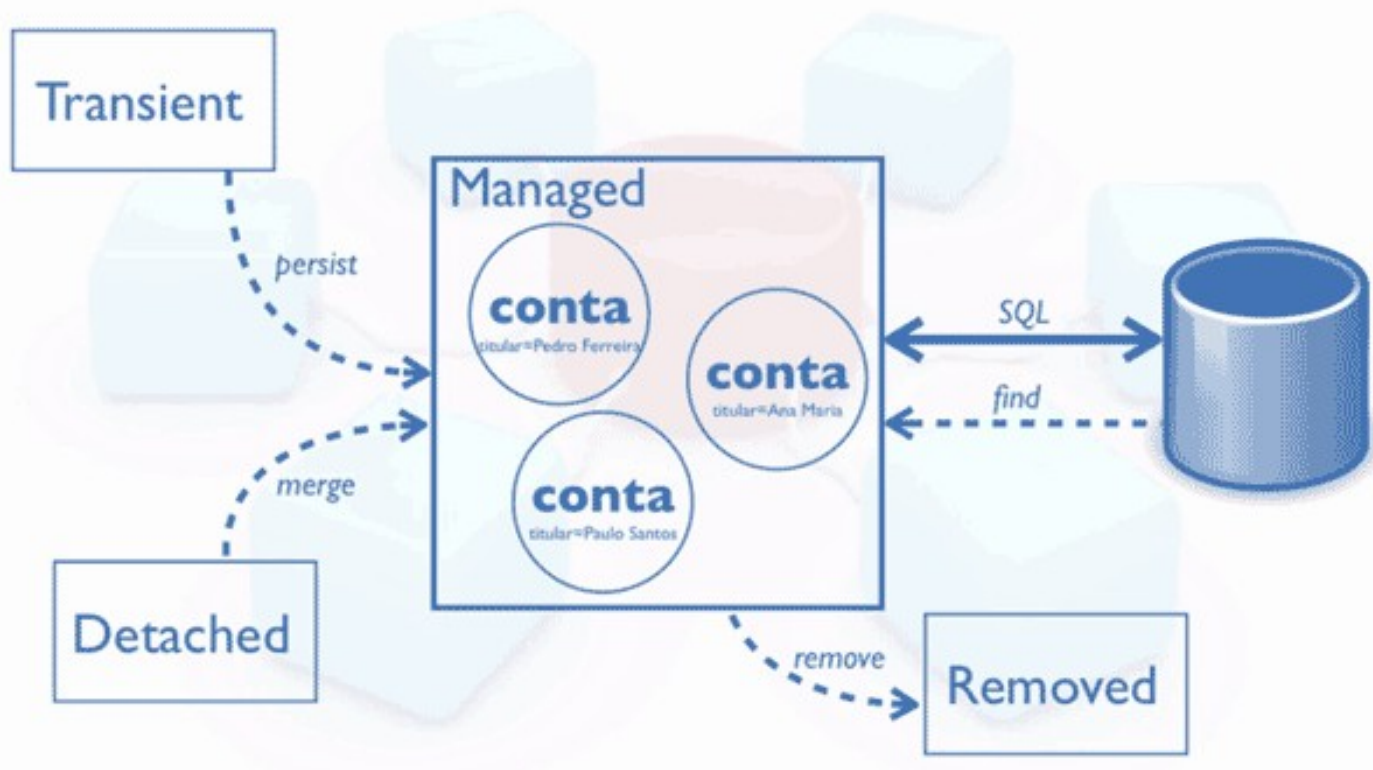 Transient
persist
Managed
conta
titular=Pedro Ferreira
conta
titular=Ana Maria
conta
titular=Paulo Santos
SQL
find
merge
Detached
remove
Removed